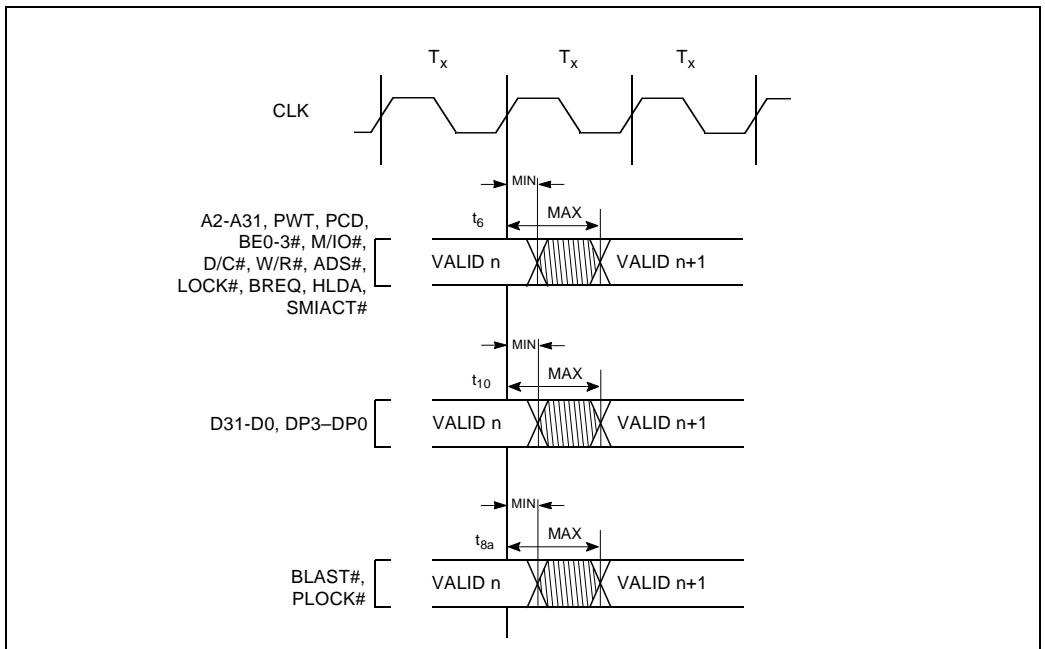 Tx Tx Tx
CLK
MIN
t6 MAX
A2-A31, PWT, PCD,
BE0-3#, M/IO#,
D/C#, W/R#, ADS#,
LOCK#, BREQ, HLDA,
SMIACT#
VALID n VALID n+1
MIN
t10 MAX
D31-D0, DP3–DP0 VALID n VALID n+1
MIN
t8a MAX
BLAST#,
PLOCK#
VALID n VALID n+1